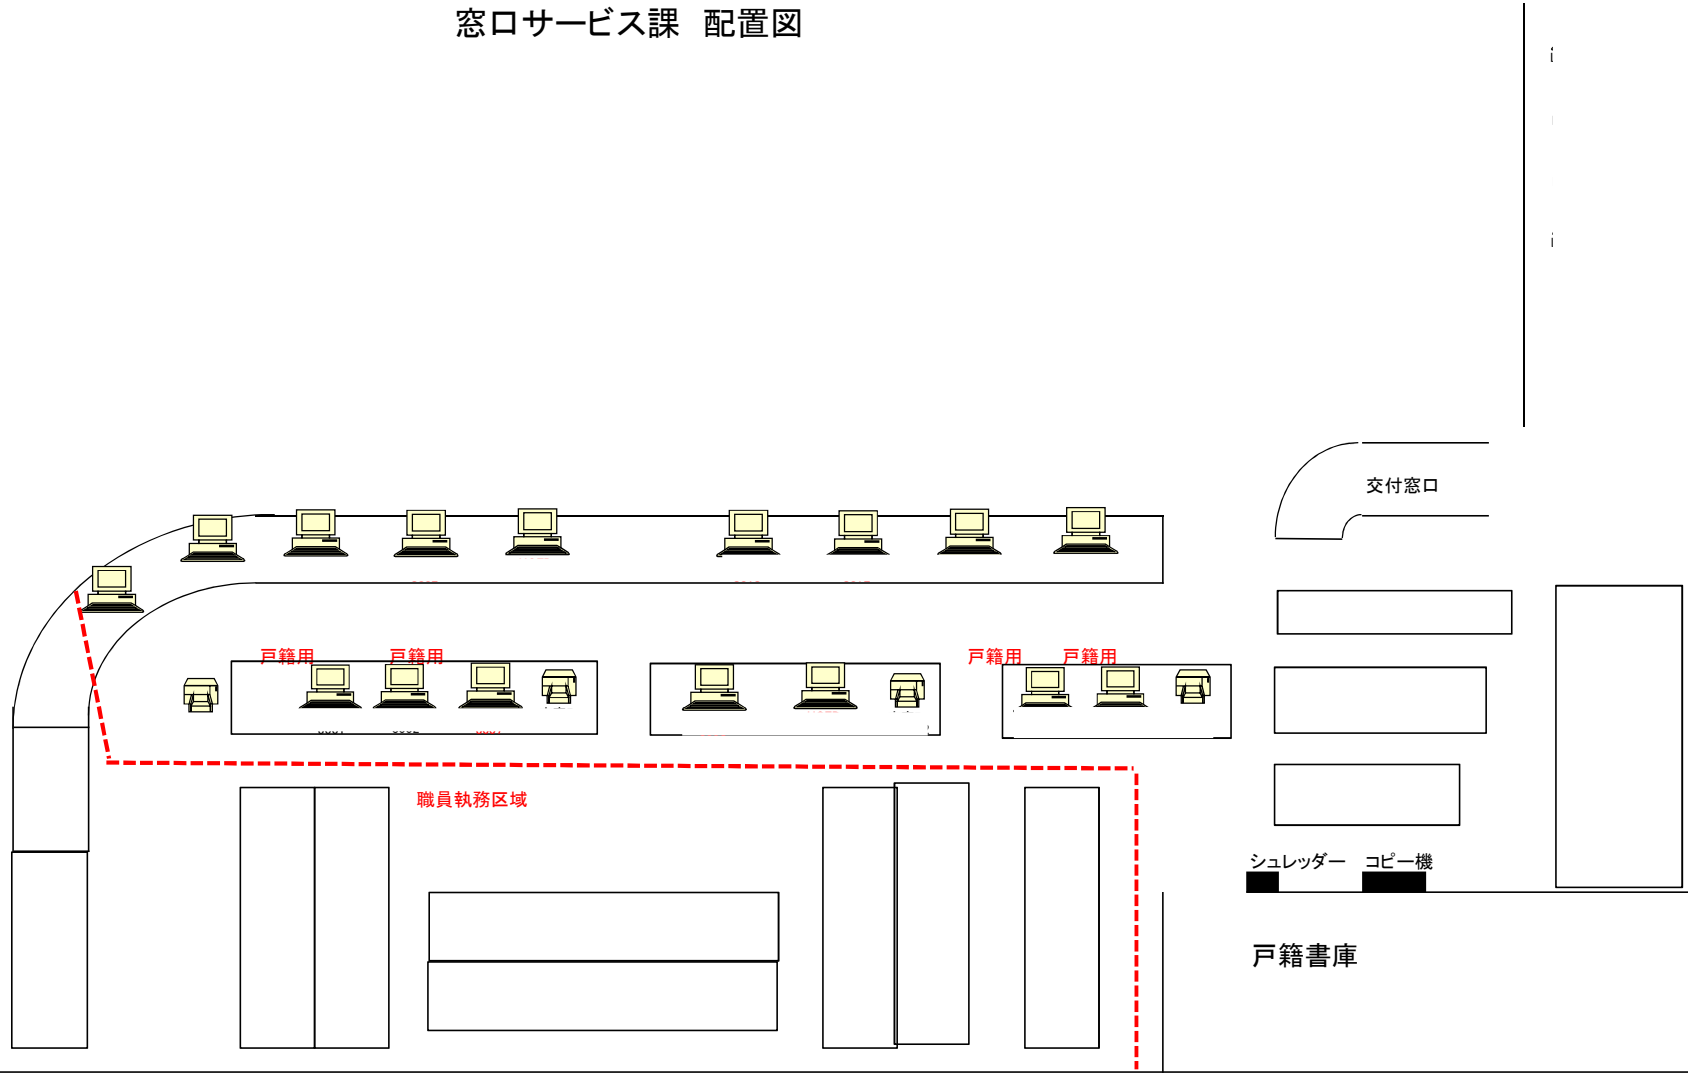 窓口サービス課　配置図
交付窓口
戸籍用
戸籍用
戸籍用
戸籍用
職員執務区域
シュレッダー
コピー機
戸籍書庫